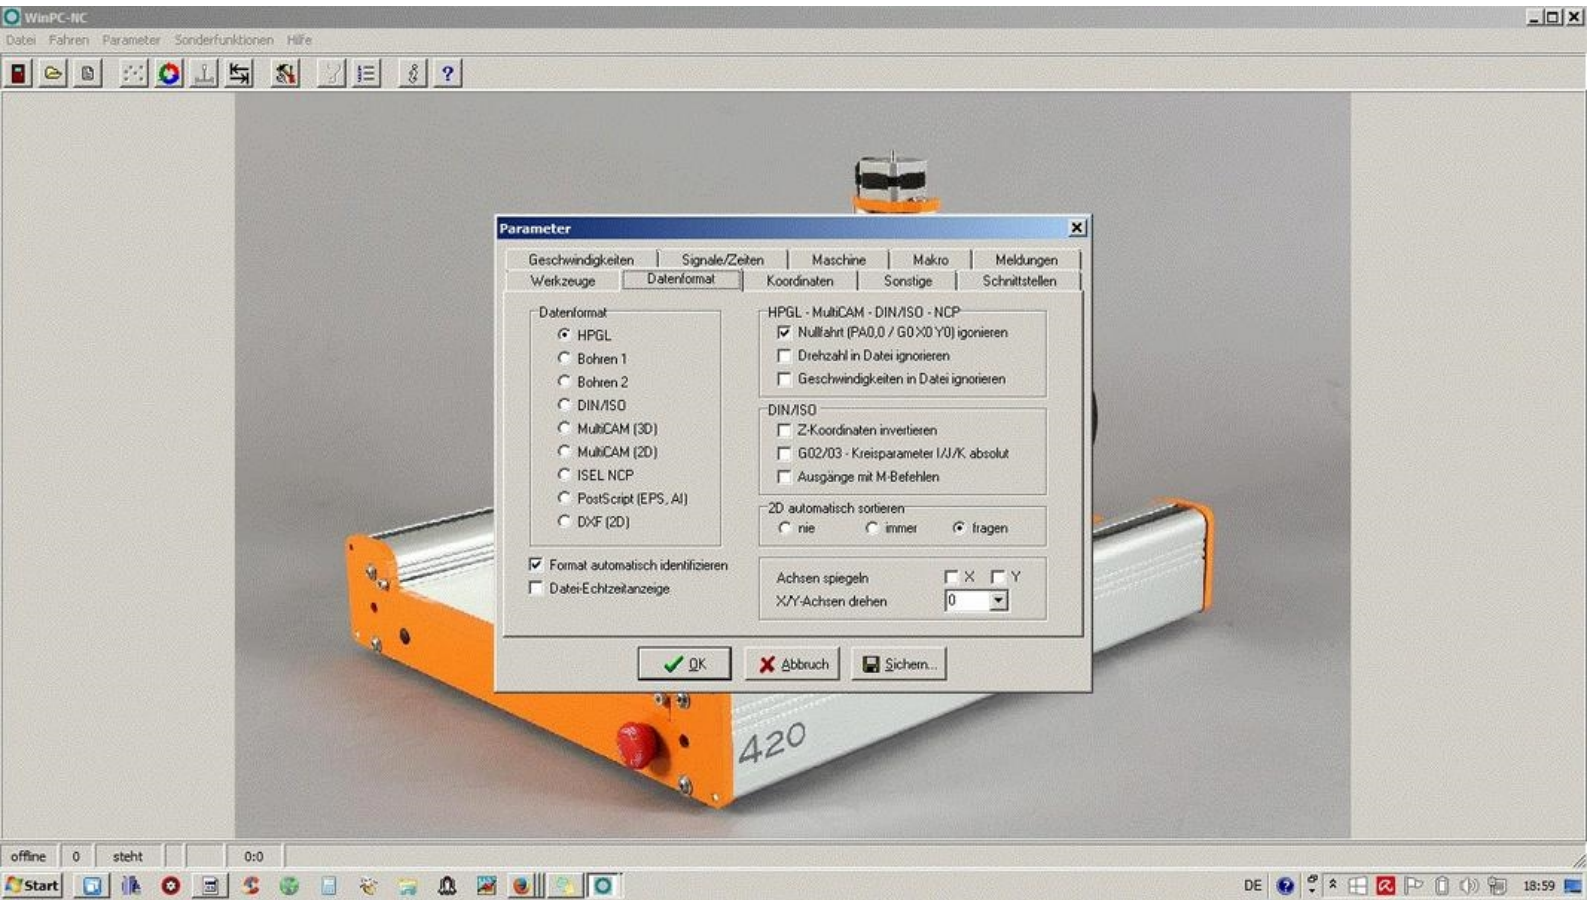 WinPC-NC
Datei Fahren Parameter Sonderfunktionen Hilfe
Parameter
Geschwindigkeiten Signale/Zeiten Maschine Makro Meldungen
Werkzeuge Datenformat Koordinaten Sonstige Schnittstellen
Datenformat
HPGL
Bohren 1
Bohren 2
DIN/ISO
MultiCAM (3D)
MultiCAM (2D)
ISEL NCP
PostScript (EPS, AI)
DXF (2D)
Format automatisch identifizieren
Datei-Echtzeitanzeige
HPGL - MultiCAM - DIN/ISO - NCP
Nullfahrt (PA0,0 / G0 X0 Y0) igonieren
Drehzahl in Datei ignorieren
Geschwindigkeiten in Datei ignorieren
DIN/ISO
Z-Koordinaten invertieren
G02/03 - Kreisparameter I/J/K absolut
Ausgänge mit M-Befehlen
2D automatisch sortieren
nie immer fragen
Achsen spiegeln X Y
X/Y-Achsen drehen 0
OK Abbruch Sichern...
420
offline 0 steht 0:0
Start DE 18:59